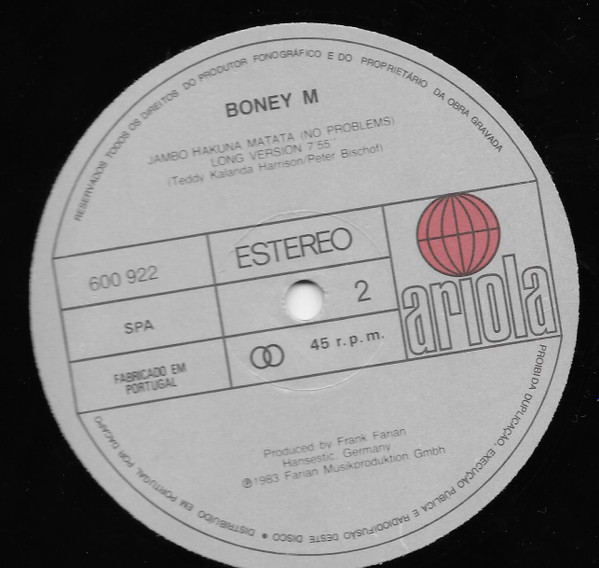 RESERVADOS TODOS OS DIREITOS DO PRODUTOR FONOGRÁFICO E DO PROPRIETÁRIO DA OBRA GRAVADA
BONEY M
JAMBO HAKUNA MATATA (NO PROBLEMS)
LONG VERSION 7'55"
(Teddy Kalanda Harrison/Peter Bischof)
600 922
ESTEREO
ariola
SPA
2
FABRICADO EM
PORTUGAL
45 r.p.m.
Produced by Frank Farian
Hansestic, Germany
℗1983 Farian Musikproduktion Gmbh
PROIBIDA DUPLICAÇÃO, EXECUÇÃO PÚBLICA E RADIODIFUSÃO DESTE DISCO • DISTRIBUÍDO EM PORTUGAL POR DACAPO